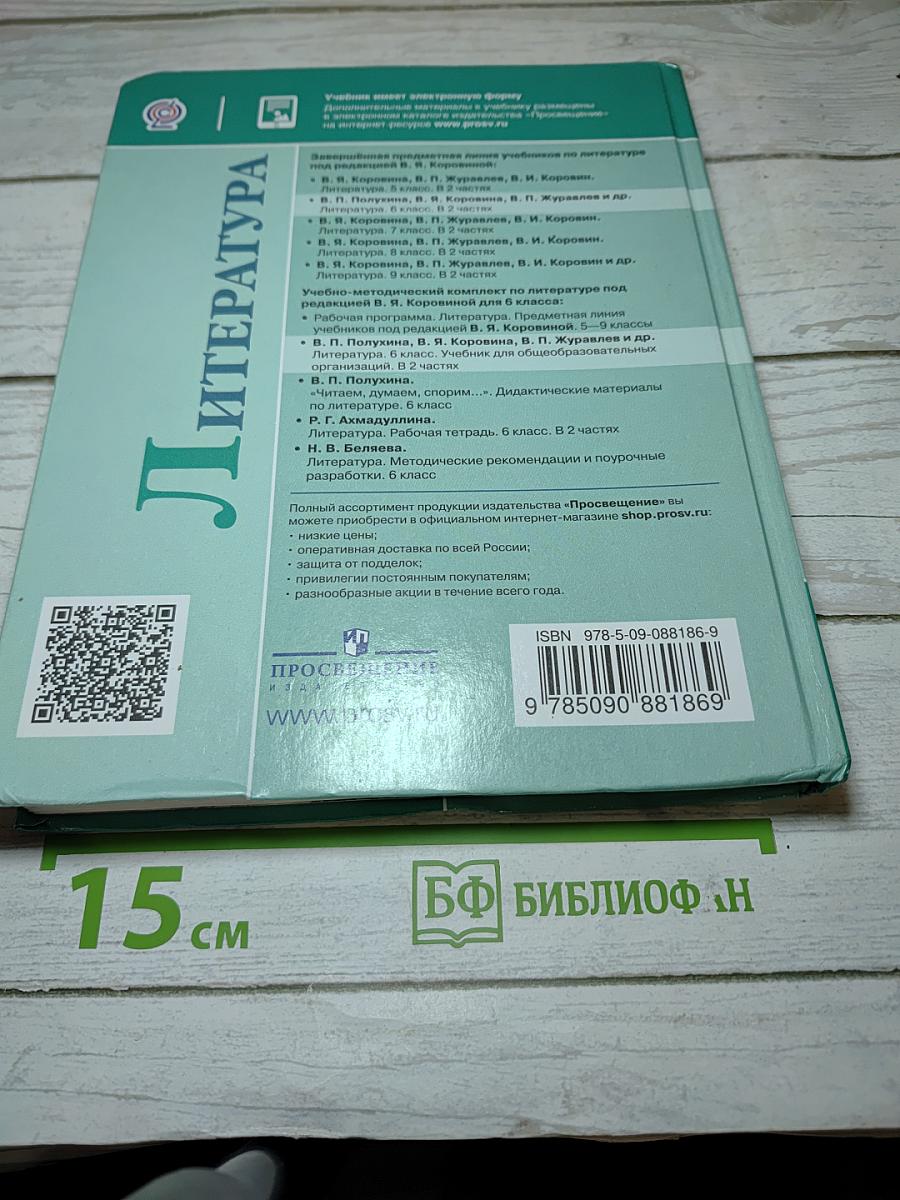 Учебник имеет электронную форму
Дополнительные материалы к учебнику размещены
в электронном каталоге издательства «Просвещение»
на интернет-ресурсе www.prosv.ru
ЛИТЕРАТУРА
Завершённая предметная линия учебников по литературе
под редакцией В. Я. Коровиной:
• В. Я. Коровина, В. П. Журавлев, В. И. Коровин.
Литература. 5 класс. В 2 частях
• В. П. Полухина, В. Я. Коровина, В. П. Журавлев и др.
Литература. 6 класс. В 2 частях
• В. Я. Коровина, В. П. Журавлев, В. И. Коровин.
Литература. 7 класс. В 2 частях
• В. Я. Коровина, В. П. Журавлев, В. И. Коровин.
Литература. 8 класс. В 2 частях
• В. Я. Коровина, В. П. Журавлев, В. И. Коровин и др.
Литература. 9 класс. В 2 частях
Учебно-методический комплект по литературе под
редакцией В. Я. Коровиной для 6 класса:
• Рабочая программа. Литература. Предметная линия
учебников под редакцией В. Я. Коровиной. 5—9 классы
• В. П. Полухина, В. Я. Коровина, В. П. Журавлев и др.
Литература. 6 класс. Учебник для общеобразовательных
организаций. В 2 частях
• В. П. Полухина.
«Читаем, думаем, спорим...». Дидактические материалы
по литературе. 6 класс
• Р. Г. Ахмадуллина.
Литература. Рабочая тетрадь. 6 класс. В 2 частях
• Н. В. Беляева.
Литература. Методические рекомендации и поурочные
разработки. 6 класс
Полный ассортимент продукции издательства «Просвещение» вы
можете приобрести в официальном интернет-магазине shop.prosv.ru:
· низкие цены;
· оперативная доставка по всей России;
· защита от подделок;
· привилегии постоянным покупателям;
· разнообразные акции в течение всего года.
ПРОСВЕЩЕНИЕ
www.prosv.ru
ISBN 978-5-09-088186-9
9 785090 881869
15 см
БФ БИБЛИОФ